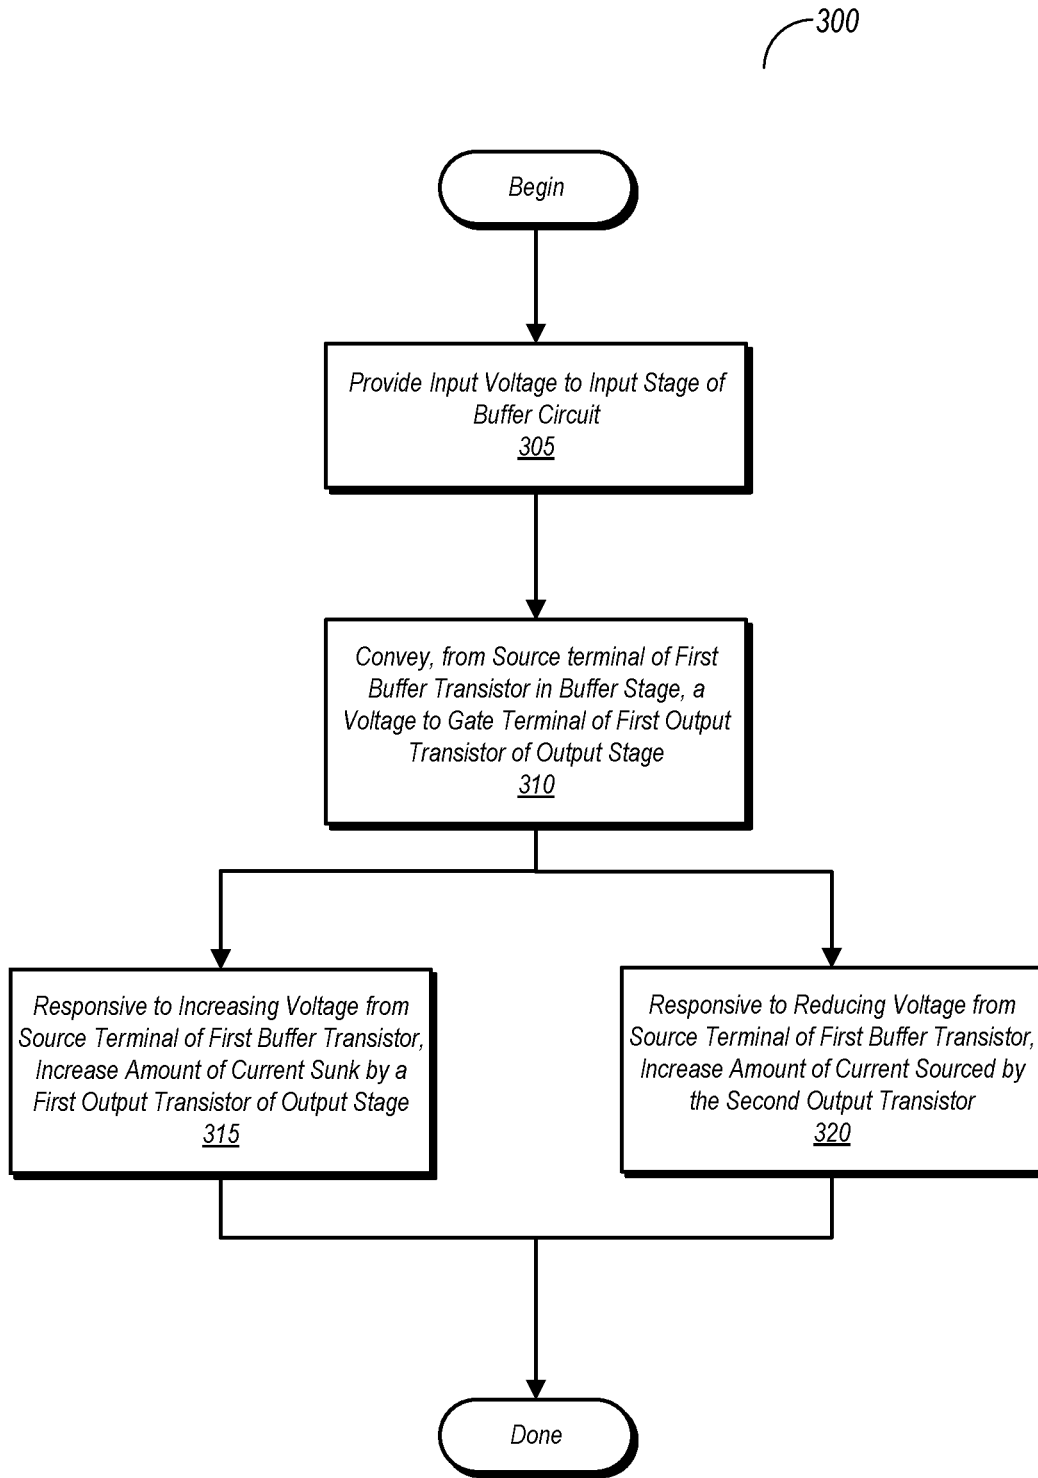 300
Begin
Provide Input Voltage to Input Stage of
Buffer Circuit
305
Convey, from Source terminal of First
Buffer Transistor in Buffer Stage, a
Voltage to Gate Terminal of First Output
Transistor of Output Stage
310
Responsive to Increasing Voltage from
Source Terminal of First Buffer Transistor,
Increase Amount of Current Sunk by a
First Output Transistor of Output Stage
315
Responsive to Reducing Voltage from
Source Terminal of First Buffer Transistor,
Increase Amount of Current Sourced by
the Second Output Transistor
320
Done